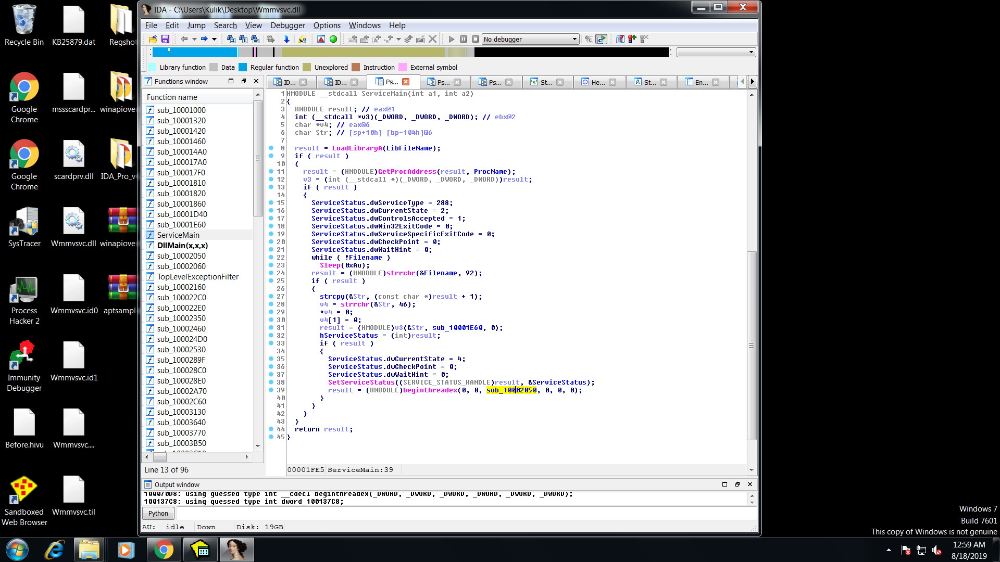 IDA - C:\Users\Kulik\Desktop\Wmmvsvc.dll
File Edit Jump Search View Debugger Options Windows Help
No debugger
Library function Data Regular function Unexplored Instruction External symbol
Functions window
ID... ID... Ps... Ps... Ps... St... He... St... En...
Function name
sub_10001000
sub_10001320
sub_10001420
sub_10001460
sub_100014A0
sub_100017A0
sub_100017F0
sub_10001810
sub_10001820
sub_10001860
sub_10001D40
sub_10001E60
ServiceMain
DllMain(x,x,x)
sub_10002050
sub_10002060
TopLevelExceptionFilter
sub_10002160
sub_100022C0
sub_100022E0
sub_10002350
sub_10002460
sub_100024D0
sub_10002530
sub_1000289F
sub_100028C0
sub_100028E0
sub_10002A70
sub_10002C60
sub_10003130
sub_10003640
sub_10003770
sub_10003B50
Line 13 of 96
1 HMODULE __stdcall ServiceMain(int a1, int a2)
2 {
3 HMODULE result; // eax@1
4 int (__stdcall *v3)(_DWORD, _DWORD, _DWORD); // ebx@2
5 char *v4; // eax@6
6 char Str; // [sp+10h] [bp-104h]@6
7
8 result = LoadLibraryA(LibFileName);
9 if ( result )
10 {
11 result = (HMODULE)GetProcAddress(result, ProcName);
12 v3 = (int (__stdcall *)(_DWORD, _DWORD, _DWORD))result;
13 if ( result )
14 {
15 ServiceStatus.dwServiceType = 288;
16 ServiceStatus.dwCurrentState = 2;
17 ServiceStatus.dwControlsAccepted = 1;
18 ServiceStatus.dwWin32ExitCode = 0;
19 ServiceStatus.dwServiceSpecificExitCode = 0;
20 ServiceStatus.dwCheckPoint = 0;
21 ServiceStatus.dwWaitHint = 0;
22 while ( !Filename )
23 Sleep(0xAu);
24 result = (HMODULE)strrchr(&Filename, 92);
25 if ( result )
26 {
27 strcpy(&Str, (const char *)result + 1);
28 v4 = strrchr(&Str, 46);
29 *v4 = 0;
30 v4[1] = 0;
31 result = (HMODULE)v3(&Str, sub_10001E60, 0);
32 hServiceStatus = (int)result;
33 if ( result )
34 {
35 ServiceStatus.dwCurrentState = 4;
36 ServiceStatus.dwCheckPoint = 0;
37 ServiceStatus.dwWaitHint = 0;
38 SetServiceStatus((SERVICE_STATUS_HANDLE)result, &ServiceStatus);
39 result = (HMODULE)beginthreadex(0, 0, sub_10002050, 0, 0, 0);
40 }
41 }
42 }
43 }
44 return result;
45 }
00001FE5 ServiceMain:39
Output window
100070D8: using guessed type int __cdecl beginthreadex(_DWORD, _DWORD, _DWORD, _DWORD, _DWORD, _DWORD);
100137C8: using guessed type int dword_100137C8;
Python
AU: idle Down Disk: 19GB
Recycle Bin KB25879.dat Regshot
Google Chrome mssscardpr... winapiover
Google Chrome scardprv.dll IDA_Pro_v
SysTracer Wmmvsvc.dll winapiover
Process Hacker 2 Wmmvsvc.id0 aptsampl
Immunity Debugger Wmmvsvc.id1
Before.hivu Wmmvsvc....
Sandboxed Web Browser Wmmvsvc.til
Windows 7
Build 7601
This copy of Windows is not genuine
12:59 AM
8/18/2019